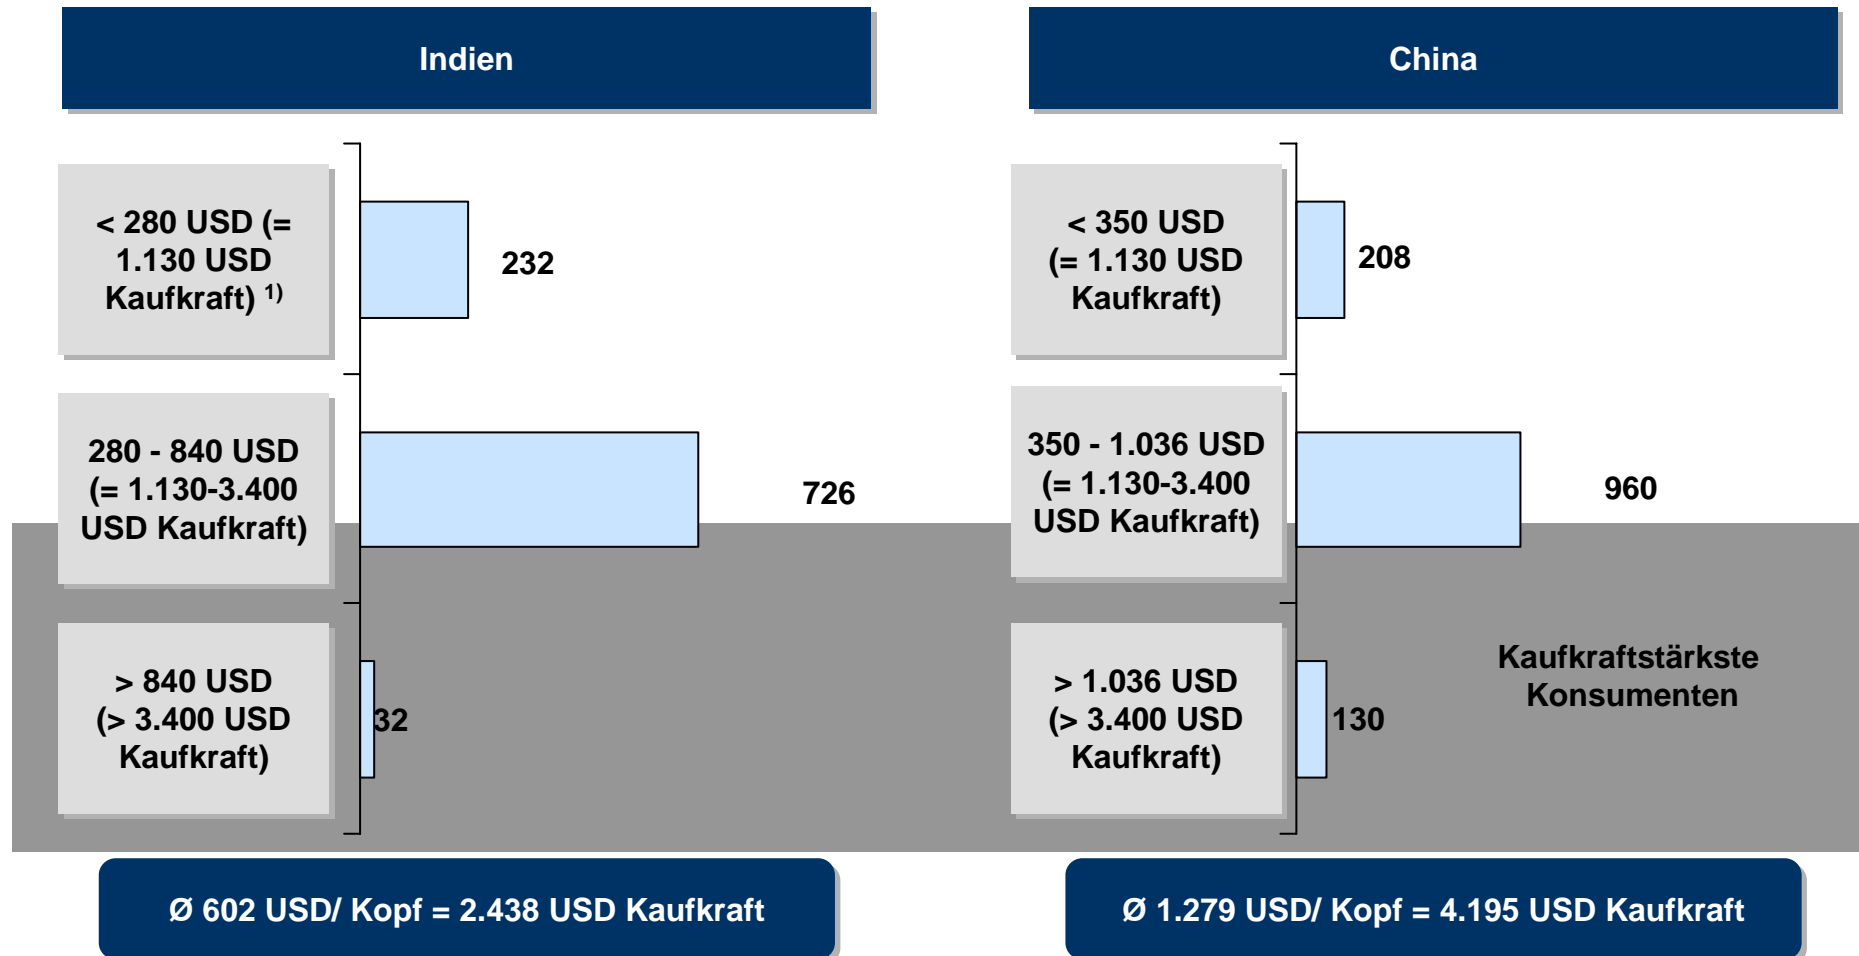 Indien
< 280 USD (=
1.130 USD
Kaufkraft) 1)
232
280 - 840 USD
(= 1.130-3.400
USD Kaufkraft)
726
> 840 USD
(> 3.400 USD
Kaufkraft)
32
Ø 602 USD/ Kopf = 2.438 USD Kaufkraft
China
< 350 USD
(= 1.130 USD
Kaufkraft)
208
350 - 1.036 USD
(= 1.130-3.400
USD Kaufkraft)
960
> 1.036 USD
(> 3.400 USD
Kaufkraft)
130
Kaufkraftstärkste
Konsumenten
Ø 1.279 USD/ Kopf = 4.195 USD Kaufkraft